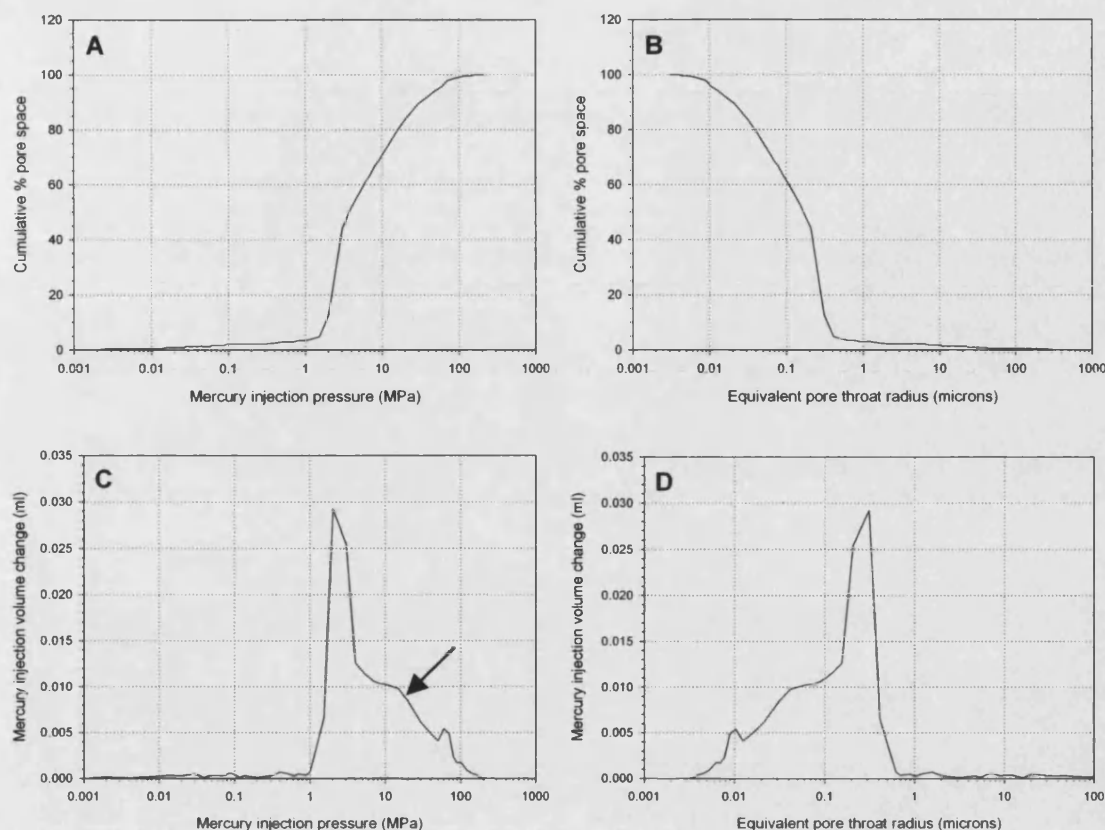 A
120
100
80
60
40
20
0
Cumulative % pore space
0.001 0.01 0.1 1 10 100 1000
Mercury injection pressure (MPa)
B
120
100
80
60
40
20
0
Cumulative % pore space
0.001 0.01 0.1 1 10 100 1000
Equivalent pore throat radius (microns)
C
0.035
0.030
0.025
0.020
0.015
0.010
0.005
0.000
Mercury injection volume change (ml)
0.001 0.01 0.1 1 10 100 1000
Mercury injection pressure (MPa)
D
0.035
0.030
0.025
0.020
0.015
0.010
0.005
0.000
Mercury injection volume change (ml)
0.001 0.01 0.1 1 10 100
Equivalent pore throat radius (microns)